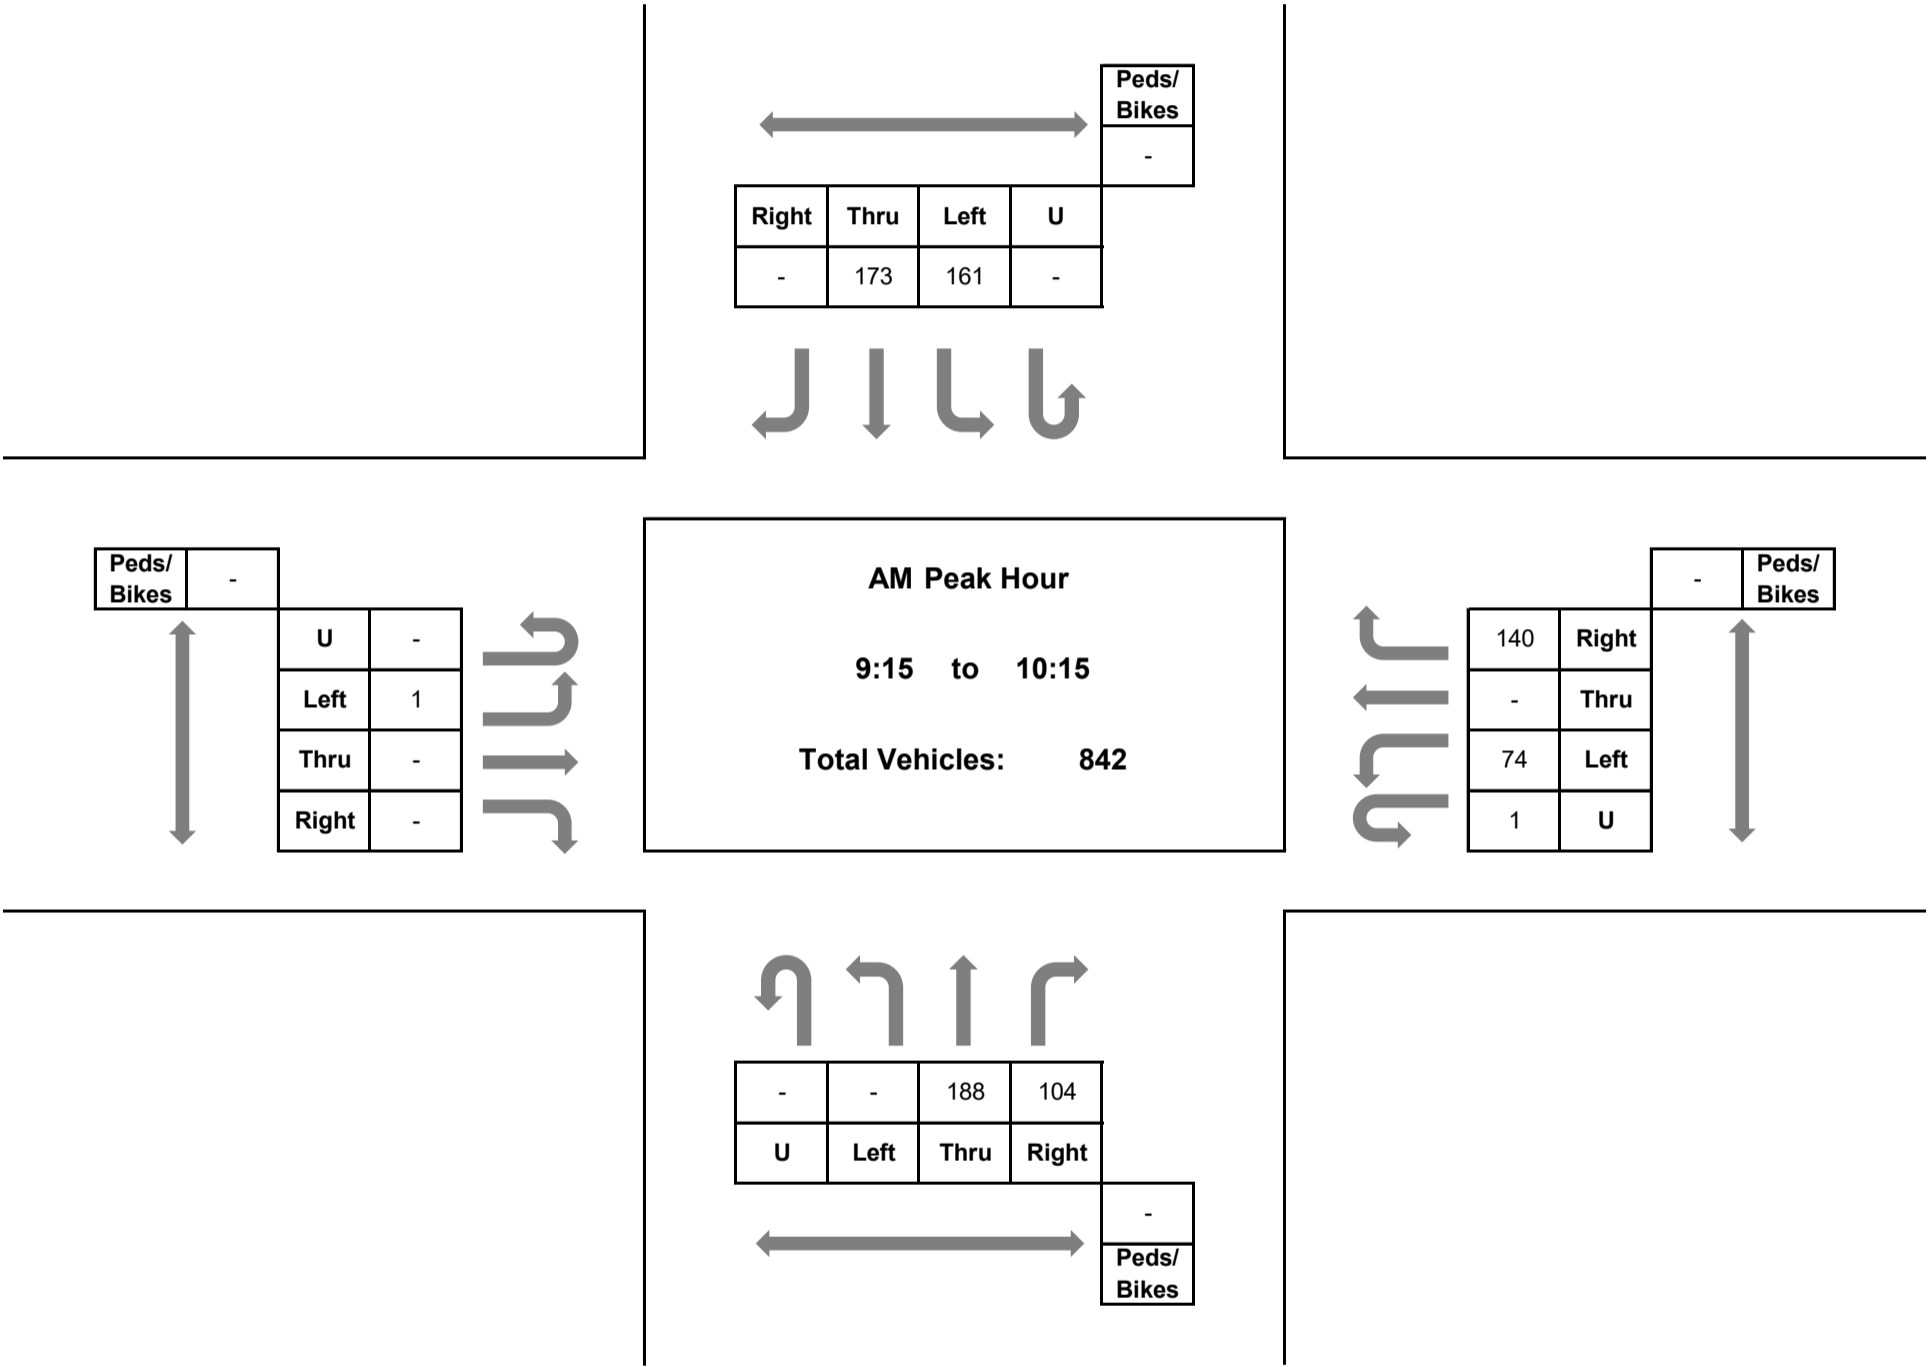 Peds/
Bikes
-
Right Thru Left U
- 173 161 -
Peds/
Bikes
-
U -
Left 1
Thru -
Right -
AM Peak Hour
9:15 to 10:15
Total Vehicles: 842
- Peds/
Bikes
140 Right
- Thru
74 Left
1 U
- - 188 104
U Left Thru Right
-
Peds/
Bikes